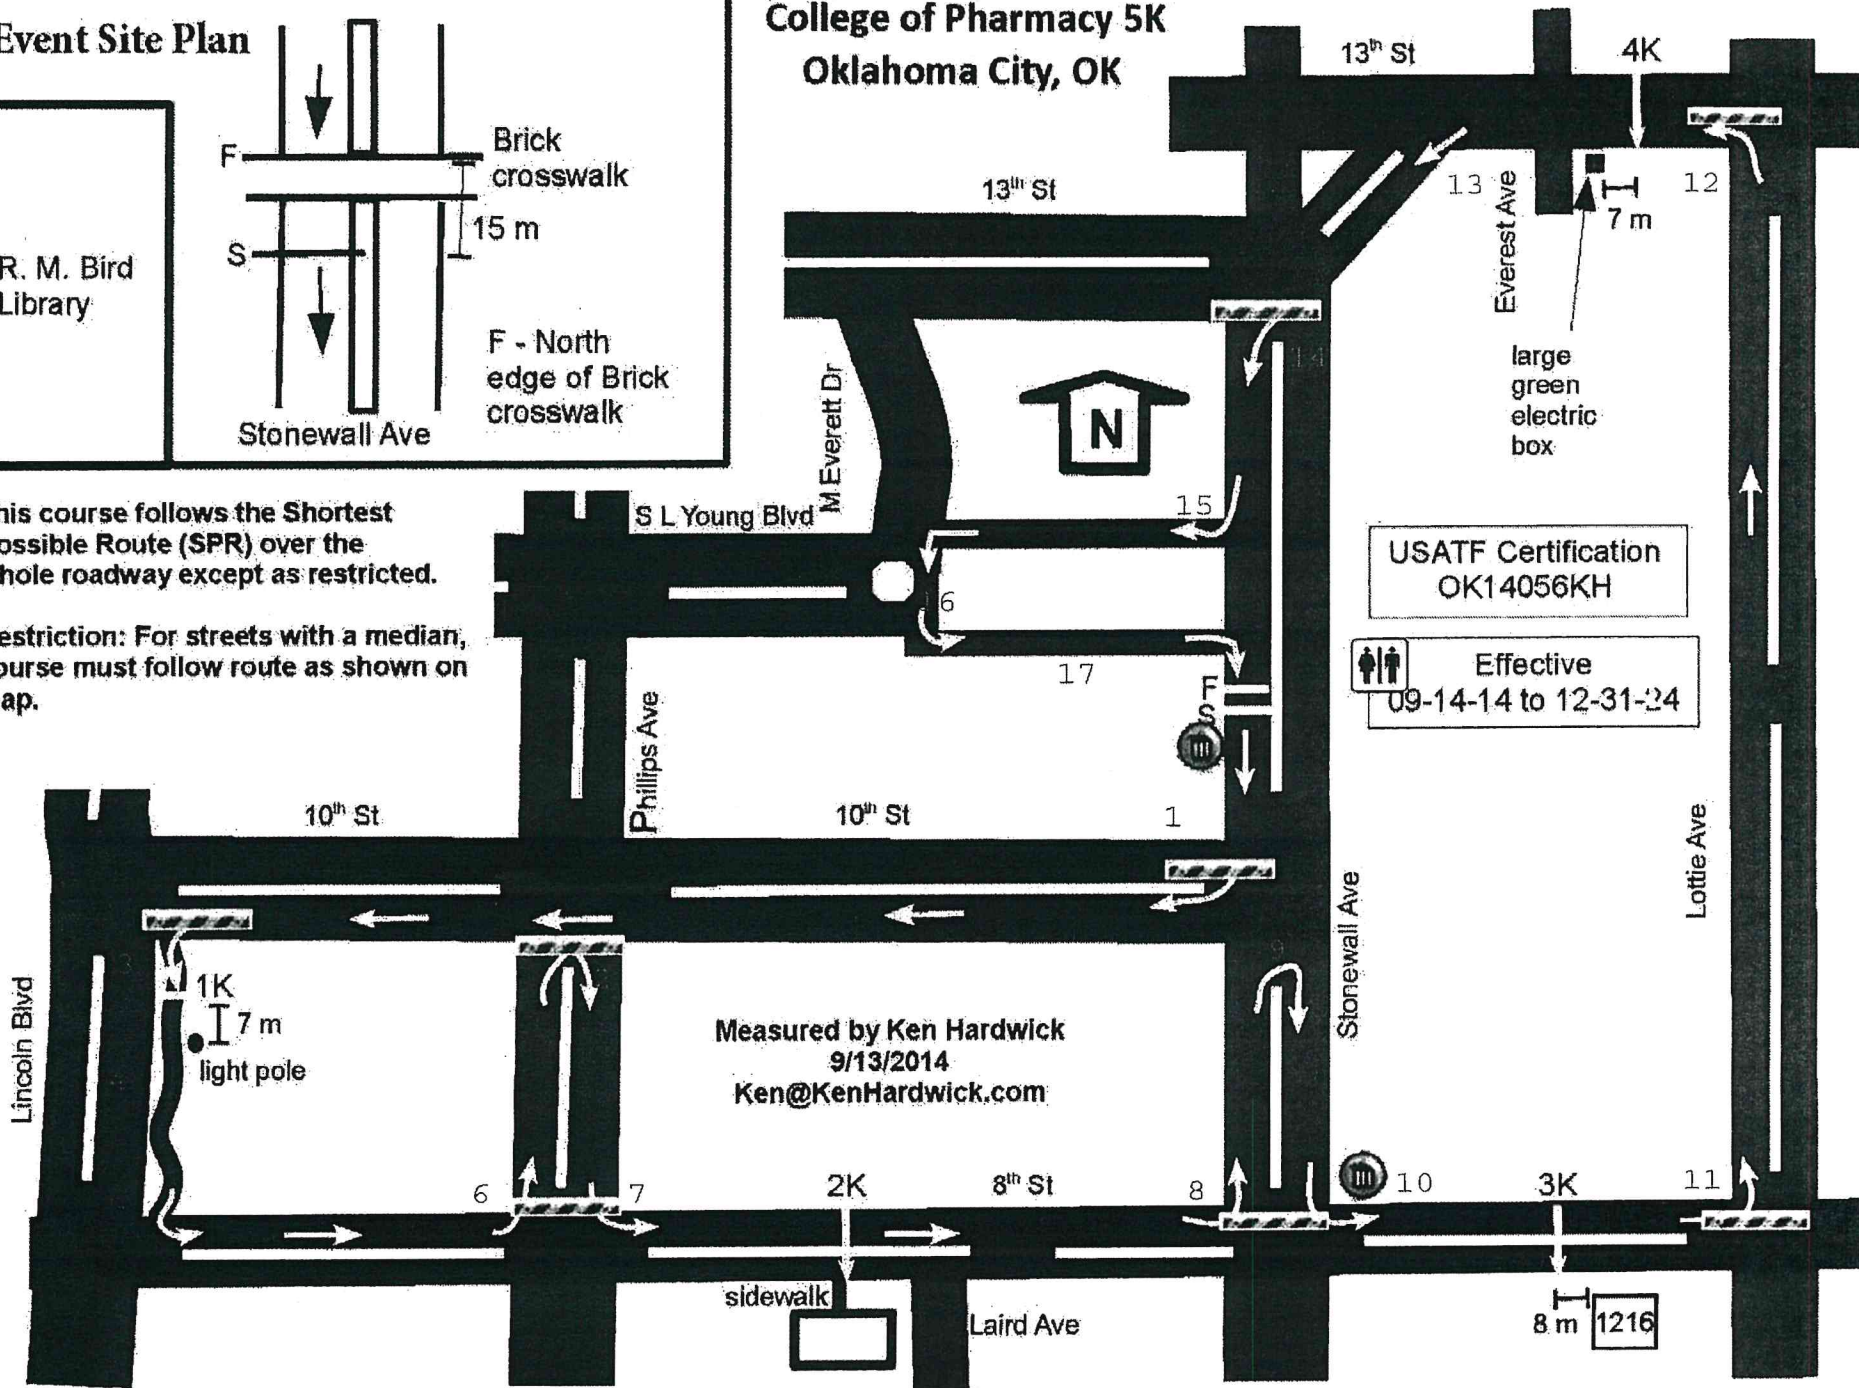 Event Site Plan
F
Brick
crosswalk
15 m
S
R. M. Bird
Library
F - North
edge of Brick
crosswalk
Stonewall Ave
College of Pharmacy 5K
Oklahoma City, OK
13th St
4K
13th St
13
Everest Ave
12
7 m
large
green
electric
box
14
M Everett Dr
N
his course follows the Shortest
ossible Route (SPR) over the
hole roadway except as restricted.
estriction: For streets with a median,
ourse must follow route as shown on
ap.
S L Young Blvd
15
6
17
F
S
USATF Certification
OK14056KH
Effective
09-14-14 to 12-31-24
Phillips Ave
10th St
10th St
1
Lottie Ave
Stonewall Ave
9
Lincoln Blvd
3
1K
7 m
light pole
Measured by Ken Hardwick
9/13/2014
Ken@KenHardwick.com
6
7
2K
8th St
8
10
3K
11
sidewalk
Laird Ave
8 m
1216